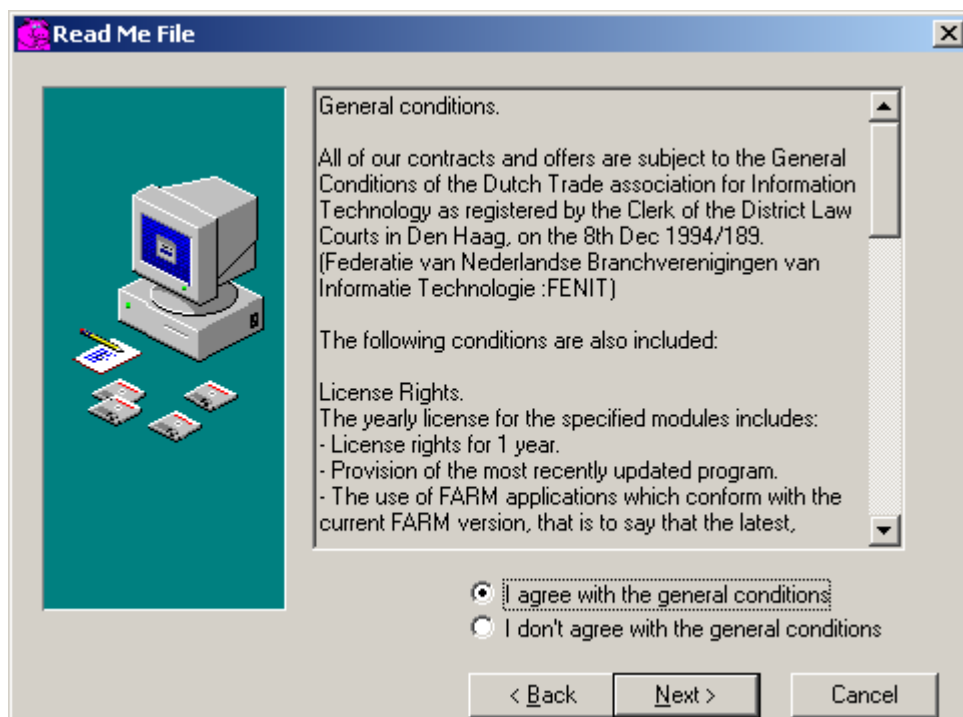 Read Me File
General conditions.
All of our contracts and offers are subject to the General
Conditions of the Dutch Trade association for Information
Technology as registered by the Clerk of the District Law
Courts in Den Haag, on the 8th Dec 1994/189.
(Federatie van Nederlandse Branchverenigingen van
Informatie Technologie :FENIT)
The following conditions are also included:
License Rights.
The yearly license for the specified modules includes:
- License rights for 1 year.
- Provision of the most recently updated program.
- The use of FARM applications which conform with the
current FARM version, that is to say that the latest,
I agree with the general conditions
I don't agree with the general conditions
< Back Next > Cancel